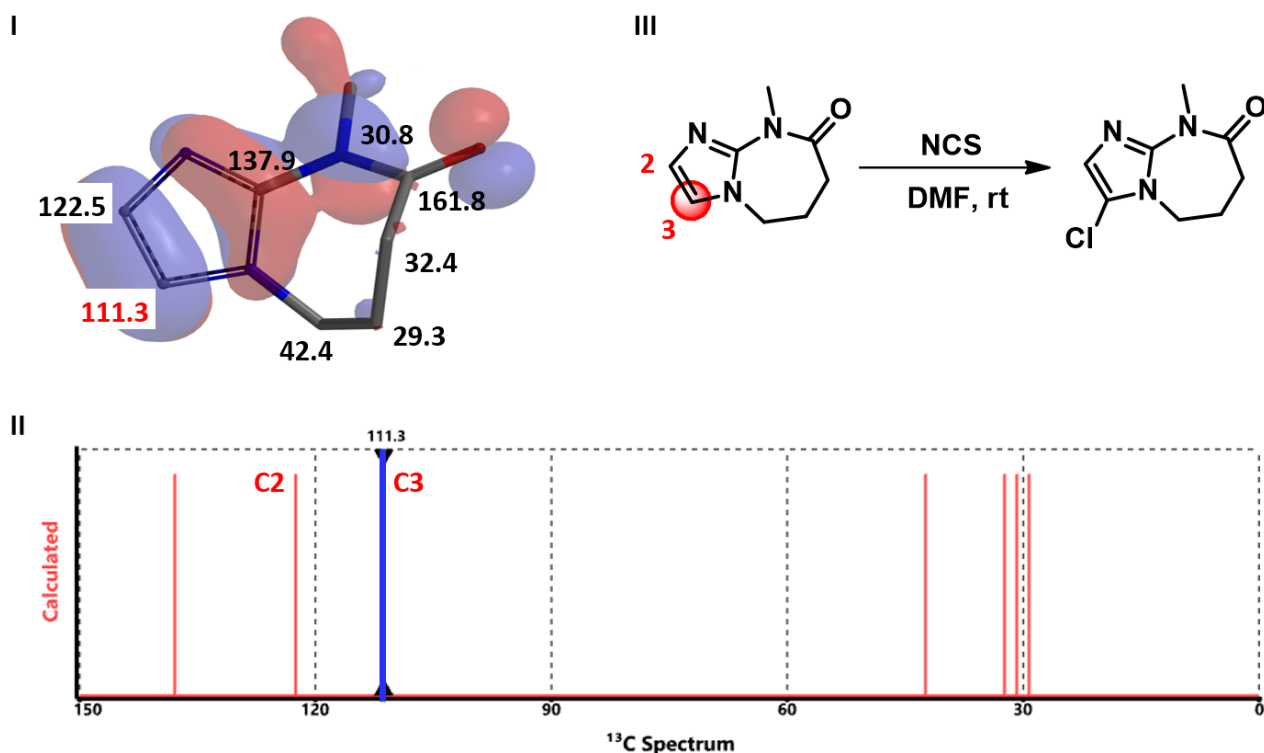 I
30.8
137.9
161.8
122.5
32.4
111.3
29.3
42.4
III
N
N
O
2
N
3
NCS
DMF, rt
N
N
O
N
Cl
II
111.3
C2
C3
Calculated
150
120
90
60
30
0
¹³C Spectrum